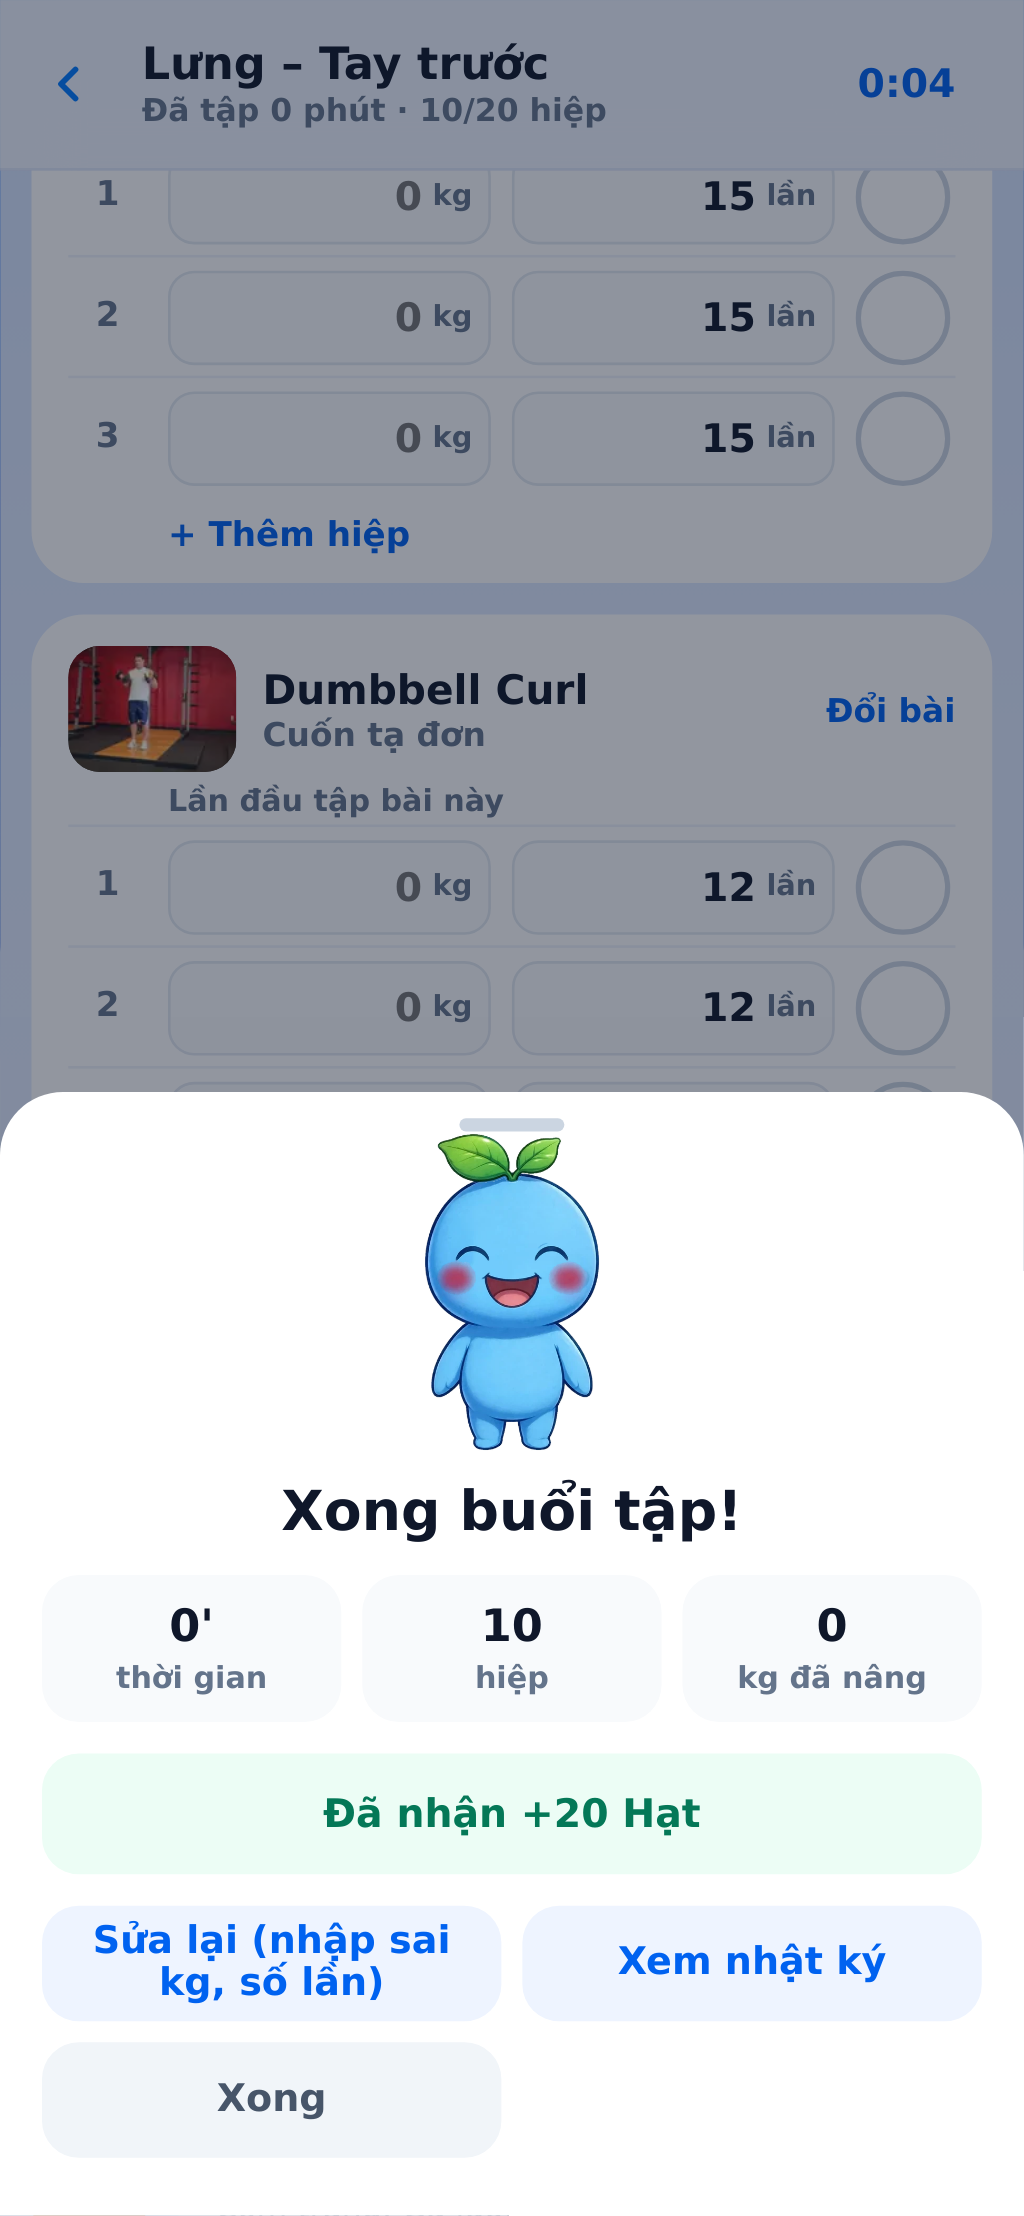 Lưng – Tay trước
Đã tập 0 phút · 10/20 hiệp
0:04
1 0 kg 15 lần
2 0 kg 15 lần
3 0 kg 15 lần
+ Thêm hiệp
Dumbbell Curl
Cuốn tạ đơn
Đổi bài
Lần đầu tập bài này
1 0 kg 12 lần
2 0 kg 12 lần
Xong buổi tập!
0'
thời gian
10
hiệp
0
kg đã nâng
Đã nhận +20 Hạt
Sửa lại (nhập sai
kg, số lần)
Xem nhật ký
Xong